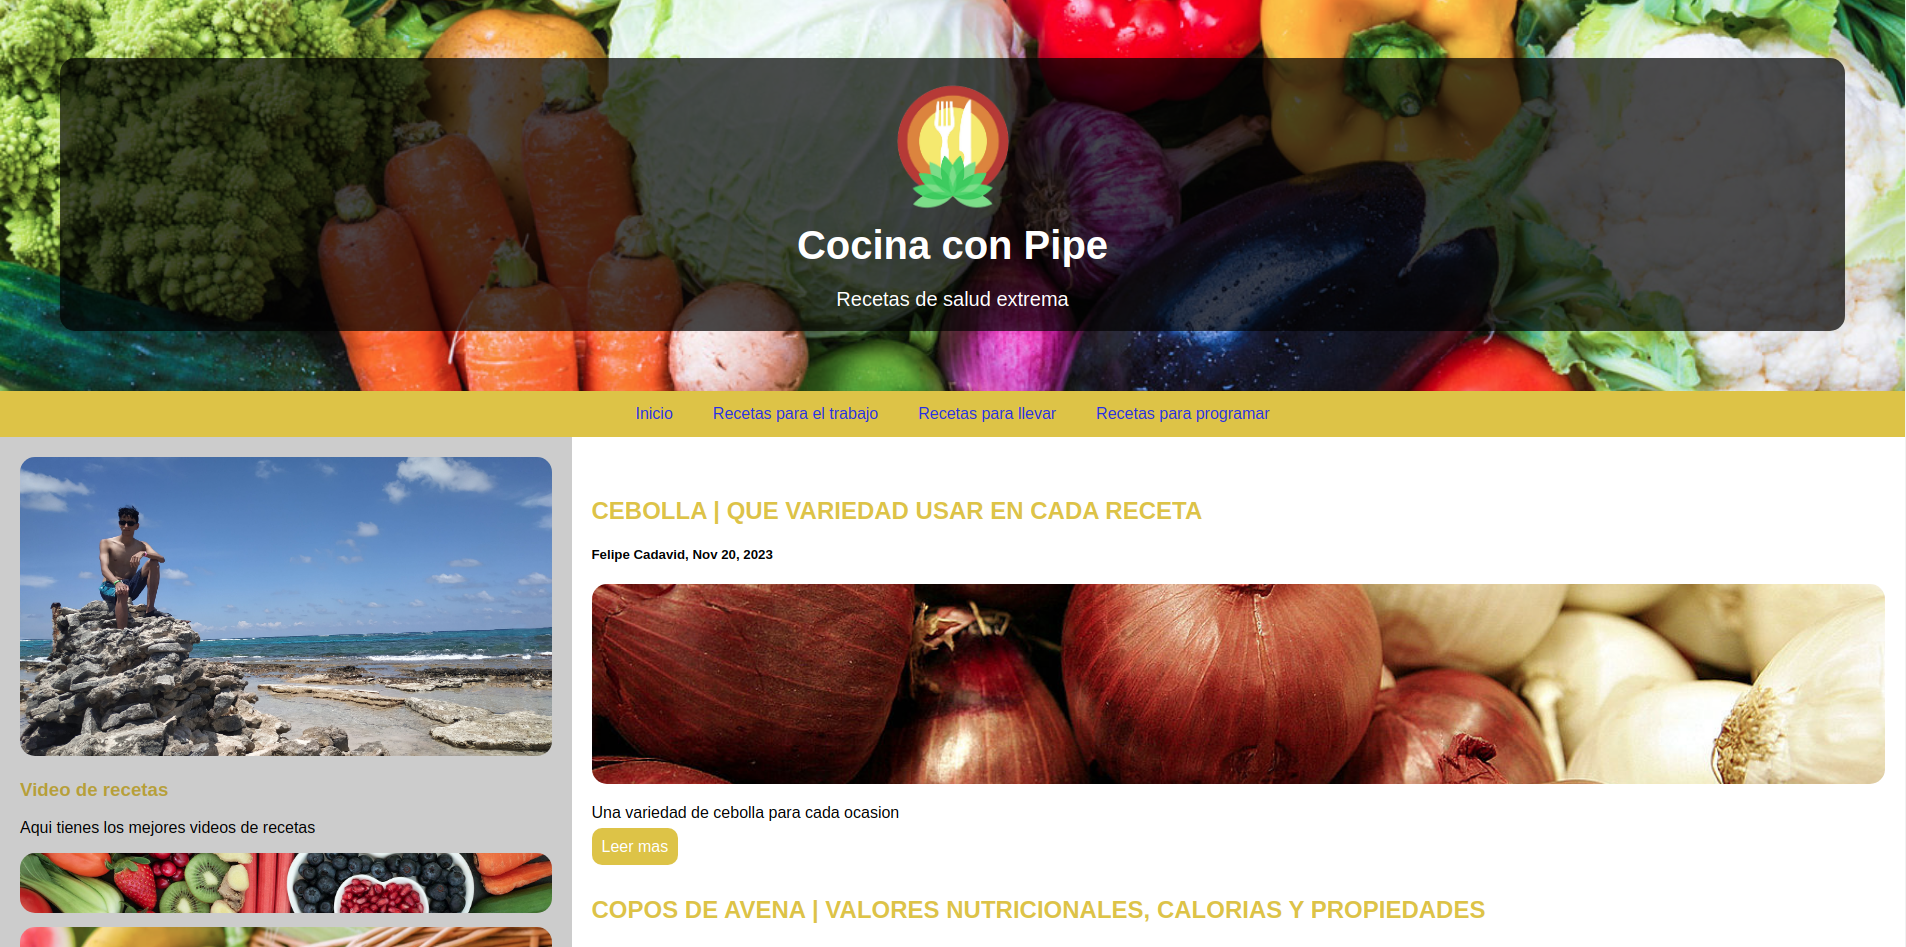 Cocina con Pipe
Recetas de salud extrema
Inicio Recetas para el trabajo Recetas para llevar Recetas para programar
Video de recetas
Aqui tienes los mejores videos de recetas
CEBOLLA | QUE VARIEDAD USAR EN CADA RECETA
Felipe Cadavid, Nov 20, 2023
Una variedad de cebolla para cada ocasion
Leer mas
COPOS DE AVENA | VALORES NUTRICIONALES, CALORIAS Y PROPIEDADES